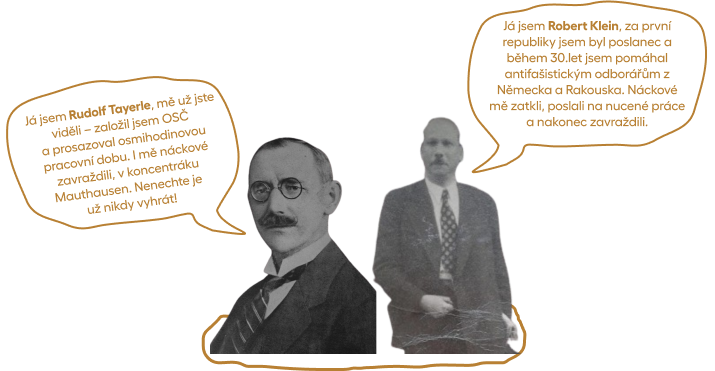 Já jsem Rudolf Tayerle, mě už jste
viděli – založil jsem OSČ
a prosazoval osmihodinovou
pracovní dobu. I mě náckové
zavraždili, v koncentráku
Mauthausen. Nenechte je
už nikdy vyhrát!
Já jsem Robert Klein, za první
republiky jsem byl poslanec a
během 30.let jsem pomáhal
antifašistickým odborářům z
Německa a Rakouska. Náckové
mě zatkli, poslali na nucené práce
a nakonec zavraždili.